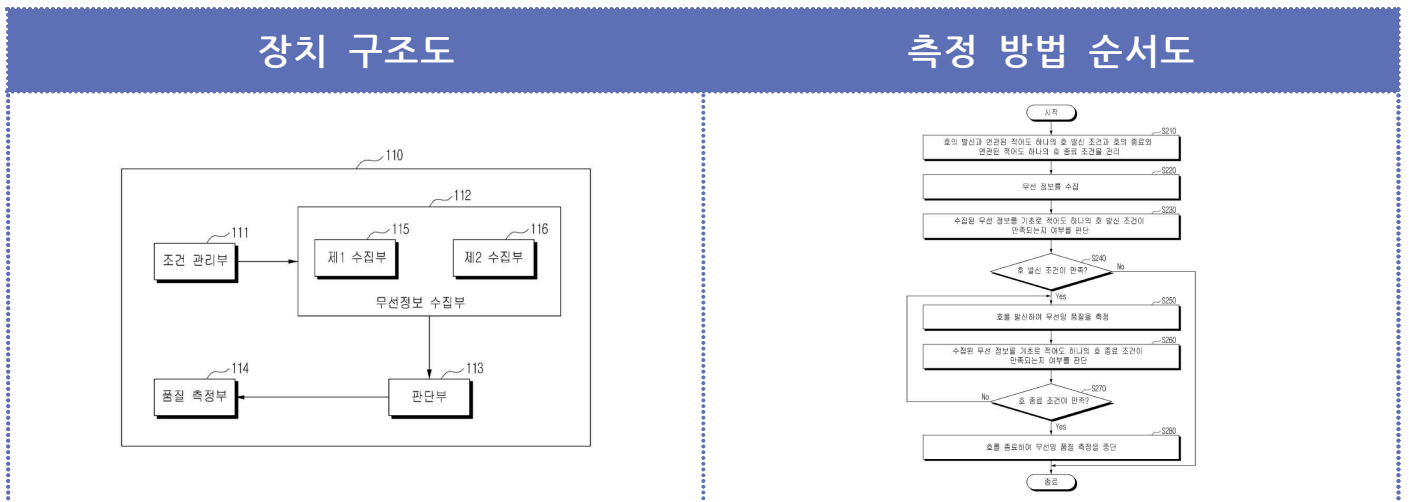 장치 구조도
측정 방법 순서도
110
112
111
조건 관리부
115
제1 수집부
116
제2 수집부
무선정보 수집부
114
품질 측정부
113
판단부
시작
S210
호의 발신과 연관된 적어도 하나의 호 발신 조건과 호의 종료와
연관된 적어도 하나의 호 종료 조건을 관리
S220
무선 정보를 수집
S230
수집된 무선 정보를 기초로 적어도 하나의 호 발신 조건이
만족되는지 여부를 판단
S240
호 발신 조건이 만족?
No
Yes
S250
호를 발신하여 무선망 품질을 측정
S260
수집된 무선 정보를 기초로 적어도 하나의 호 종료 조건이
만족되는지 여부를 판단
S270
호 종료 조건이 만족?
No
Yes
S280
호를 종료하여 무선망 품질 측정을 중단
종료